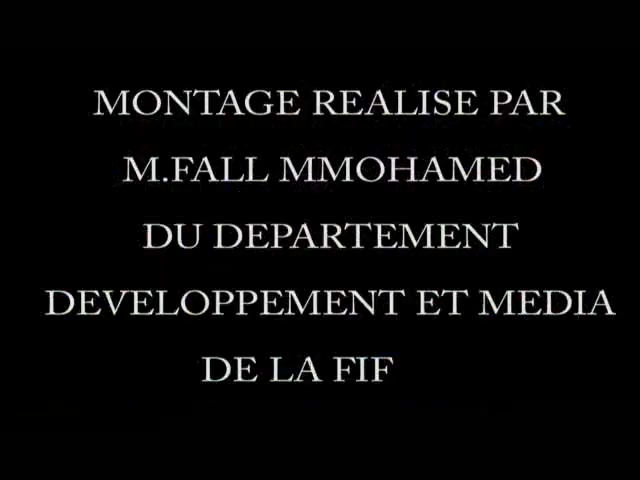 MONTAGE REALISE PAR
M.FALL MMOHAMED
DU DEPARTEMENT
DEVELOPPEMENT ET MEDIA
DE LA FIF